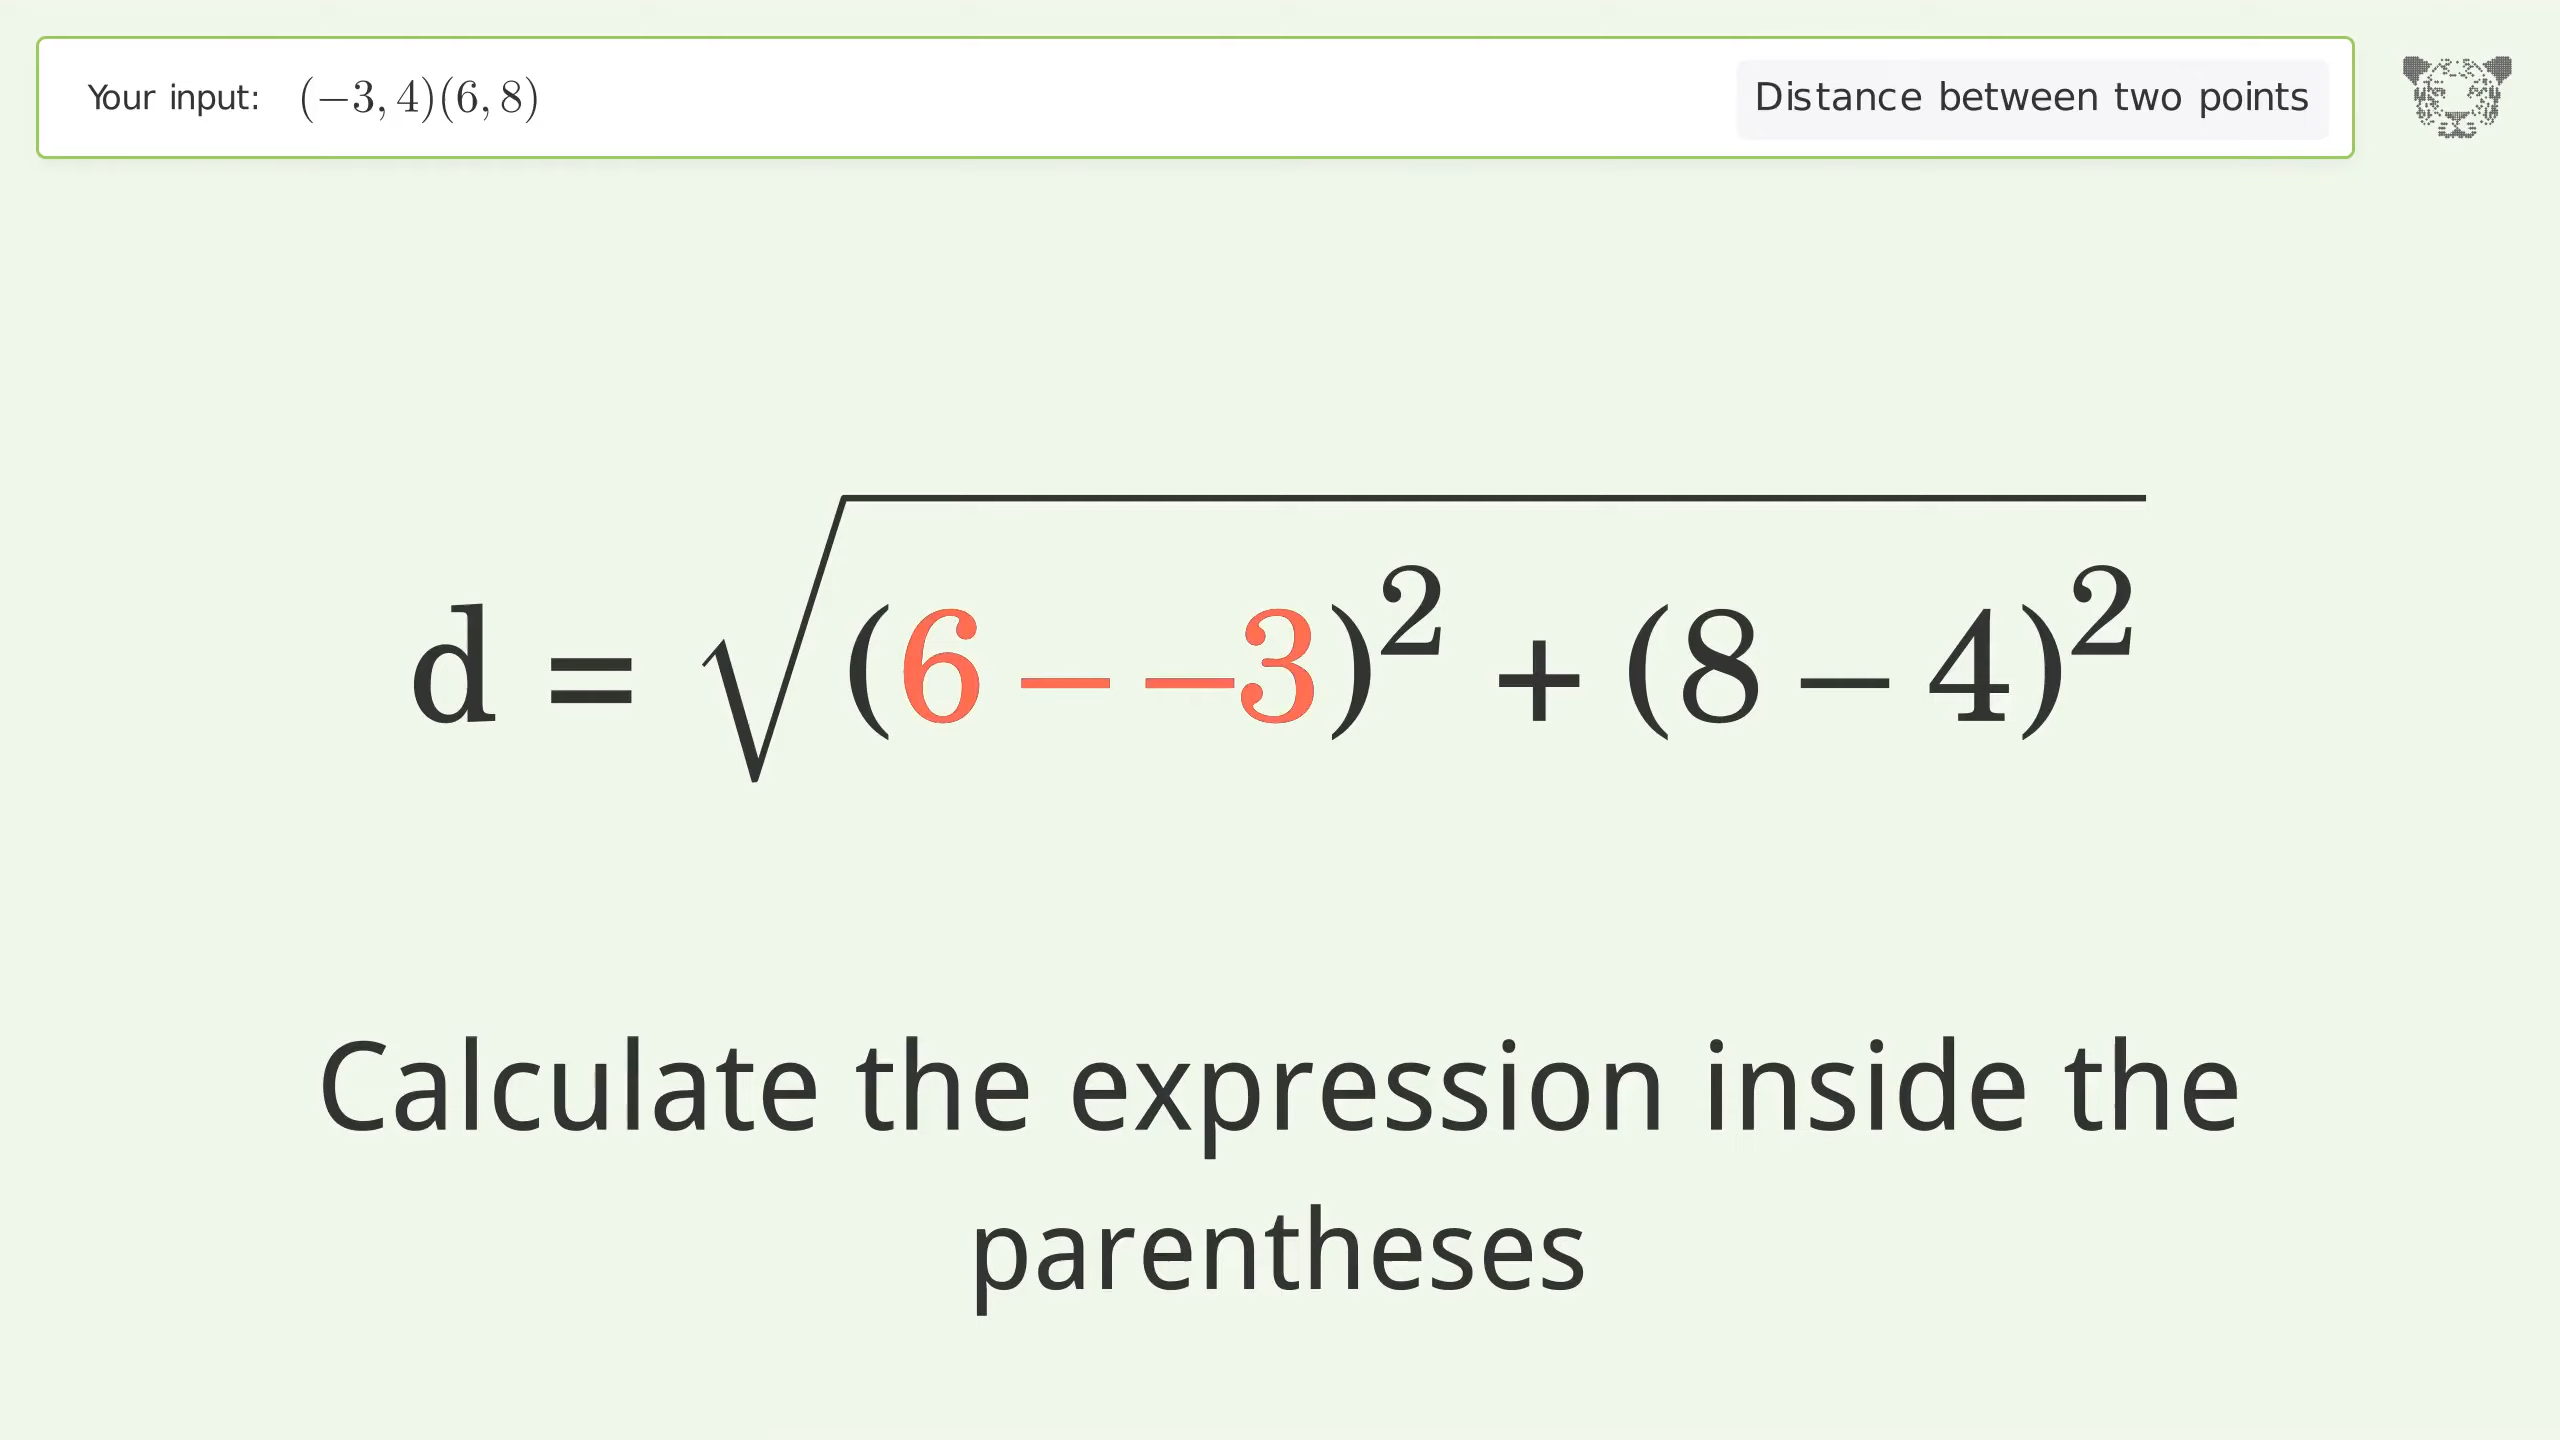 Your input: (−3, 4)(6, 8)
Distance between two points
d = √(6 – –3)² + (8 – 4)²
Calculate the expression inside the
parentheses